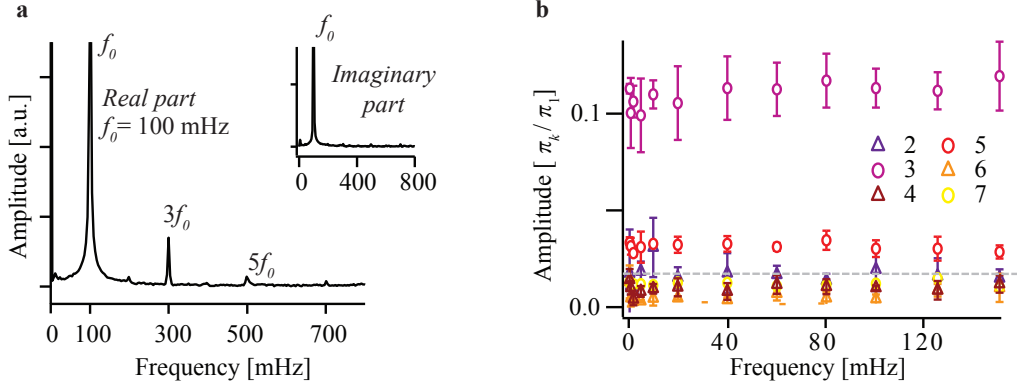 a
f0
Real part
f0= 100 mHz
3f0
5f0
Amplitude [a.u.]
0 100 300 500 700
Frequency [mHz]
f0
Imaginary
part
0 400 800
b
Amplitude [ πk / π1 ]
0.1
0.0
2 5
3 6
4 7
0 40 80 120
Frequency [mHz]